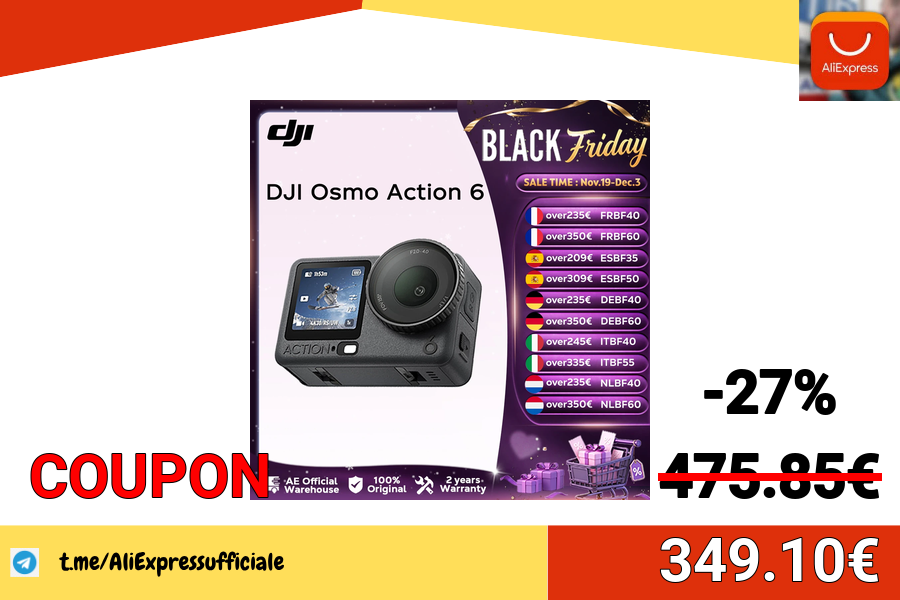 AliExpress
dji
BLACK Friday
SALE TIME : Nov.19-Dec.3
DJI Osmo Action 6
over235€ FRBF40
over350€ FRBF60
over209€ ESBF35
over309€ ESBF50
over235€ DEBF40
over350€ DEBF60
over245€ ITBF40
over335€ ITBF55
over235€ NLBF40
over350€ NLBF60
1h53m
ACTION
-27%
COUPON
475.85€
AE Official Warehouse
100% Original
2 years Warranty
t.me/AliExpressufficiale
349.10€